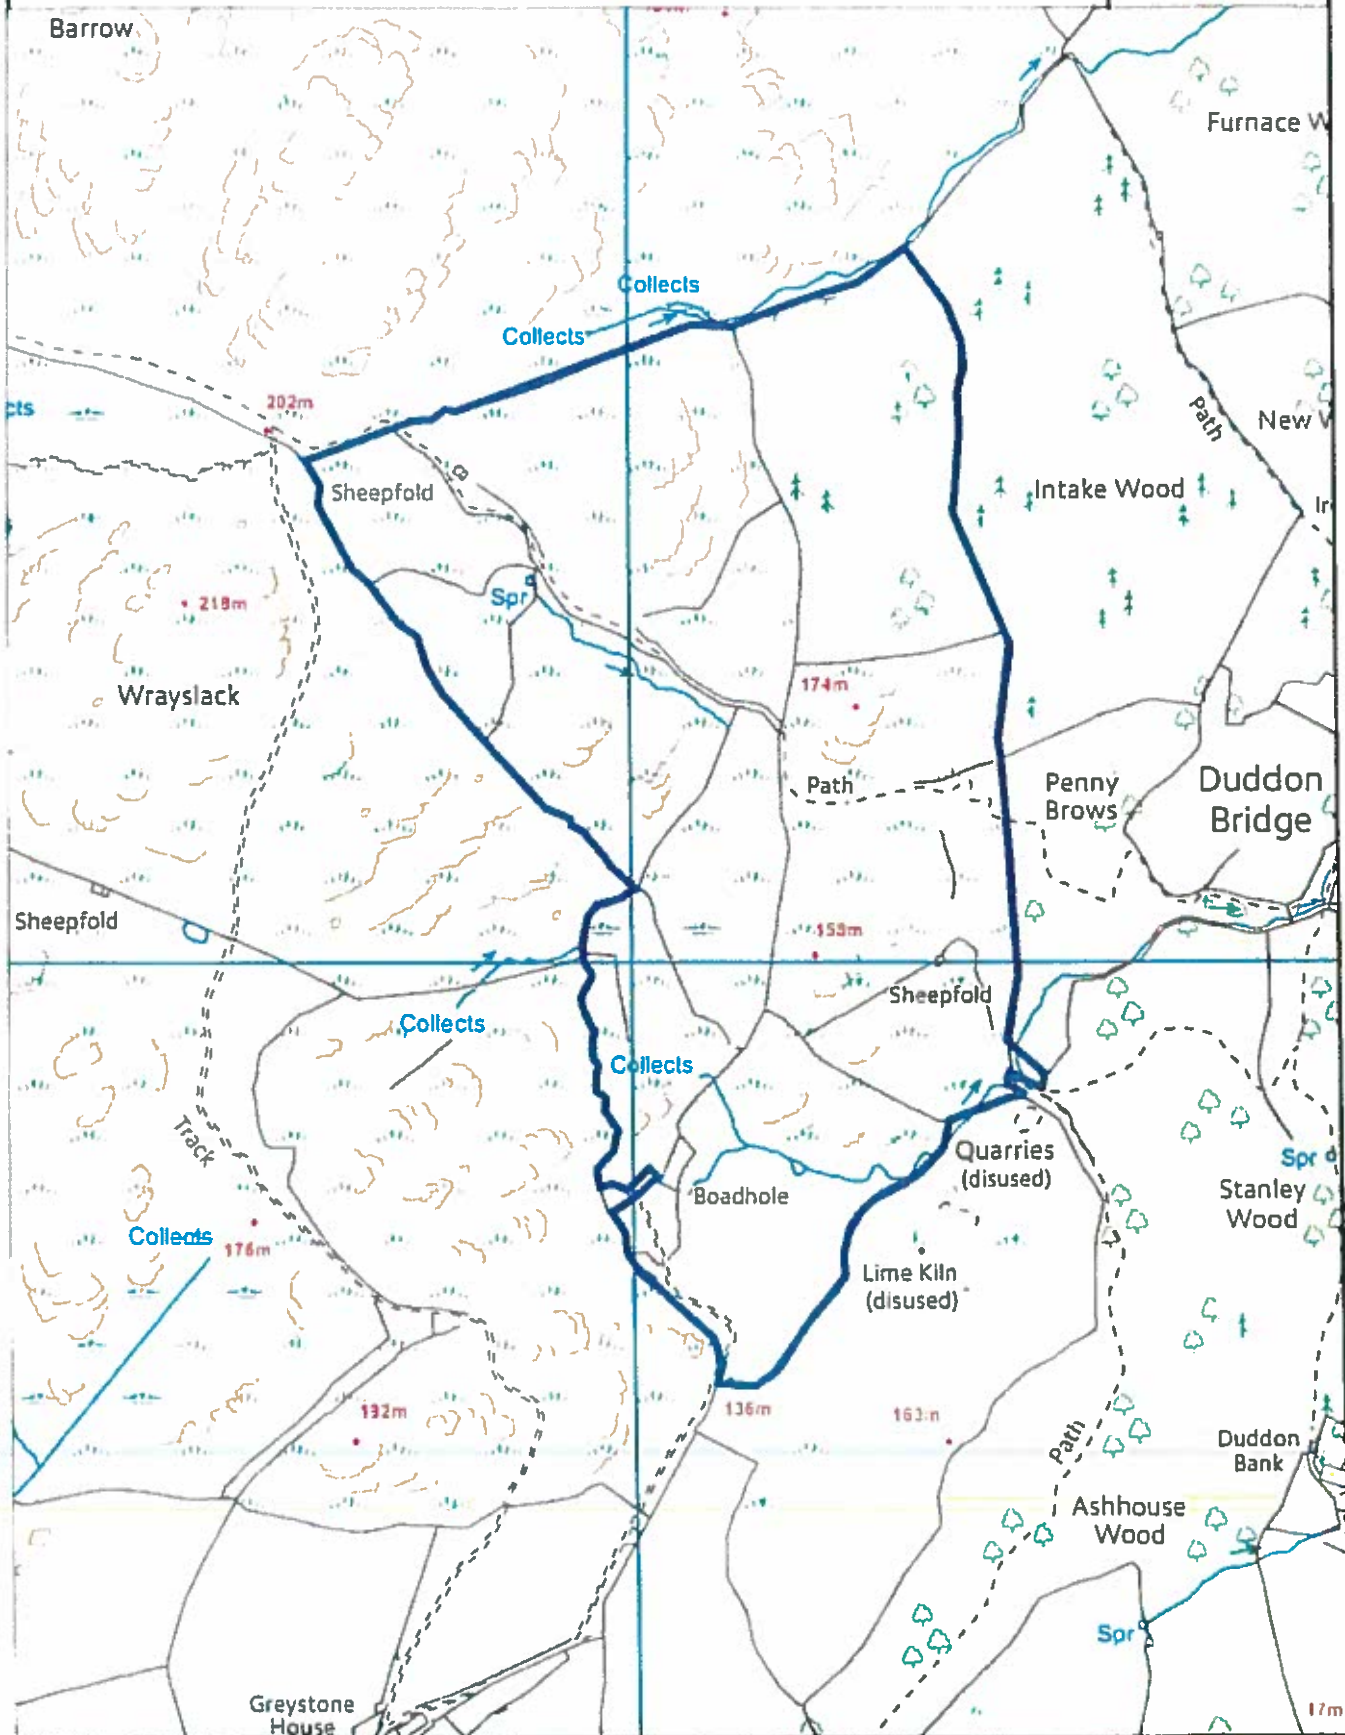 Barrow
Furnace W
Collects
Collects
cts
202m
Path
New W
Sheepfold
Intake Wood
Spr
218m
Wrayslack
174m
Path
Penny
Brows
Duddon
Bridge
Sheepfold
Sheepfold
Collects
Collects
Track
Quarries
(disused)
Boadhole
Spr
Stanley
Wood
Collects
176m
Lime Kiln
(disused)
136m
Path
Duddon
Bank
Ashhouse
Wood
Spr
Greystone
House
17m